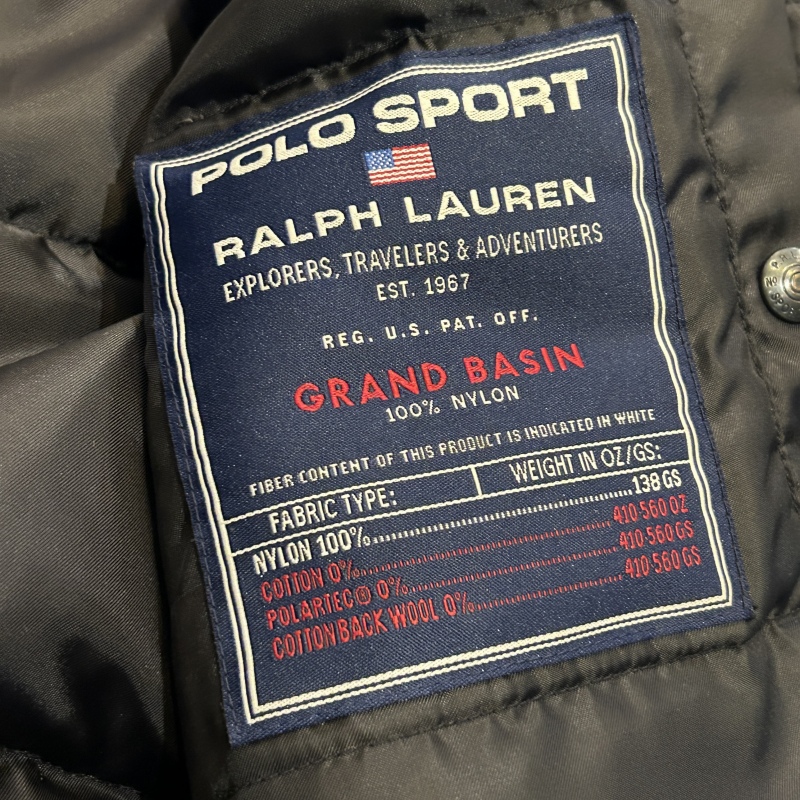 POLO SPORT
RALPH LAUREN
EXPLORERS, TRAVELERS & ADVENTURERS
EST. 1967
REG. U.S. PAT. OFF.
GRAND BASIN
100% NYLON
FIBER CONTENT OF THIS PRODUCT IS INDICATED IN WHITE
FABRIC TYPE: WEIGHT IN OZ/GS:
NYLON 100%..........138 GS
COTTON 0%..........410-560 OZ
POLARTEC® 0%..........410-560 GS
COTTON BACK WOOL 0%..........410-560 GS